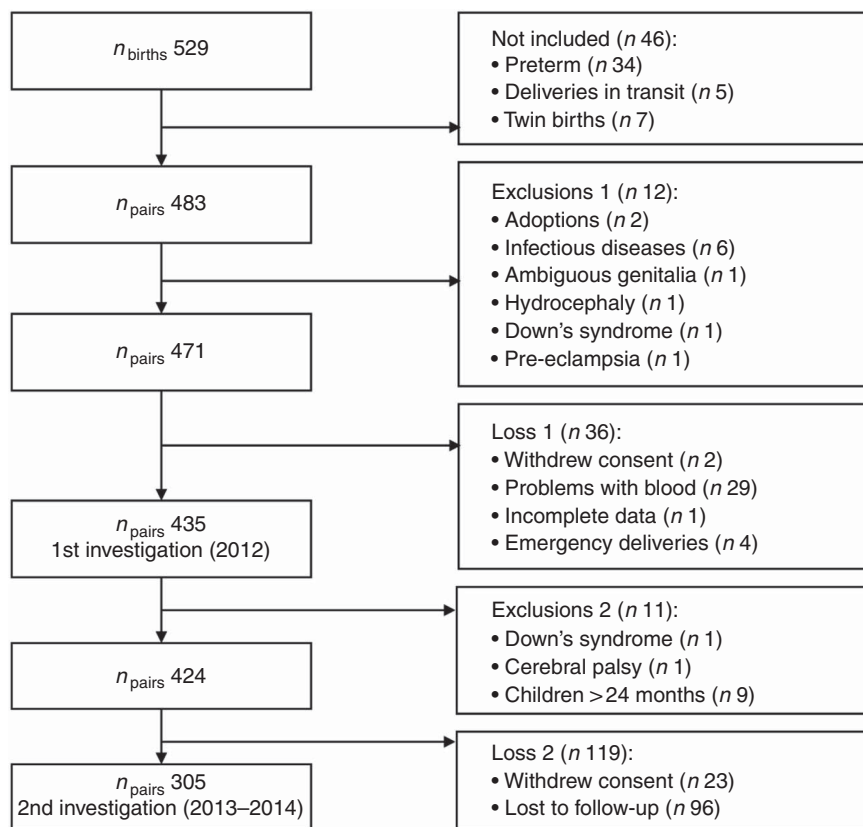 n births 529
Not included (n 46):
• Preterm (n 34)
• Deliveries in transit (n 5)
• Twin births (n 7)
n pairs 483
Exclusions 1 (n 12):
• Adoptions (n 2)
• Infectious diseases (n 6)
• Ambiguous genitalia (n 1)
• Hydrocephaly (n 1)
• Down's syndrome (n 1)
• Pre-eclampsia (n 1)
n pairs 471
Loss 1 (n 36):
• Withdrew consent (n 2)
• Problems with blood (n 29)
• Incomplete data (n 1)
• Emergency deliveries (n 4)
n pairs 435
1st investigation (2012)
Exclusions 2 (n 11):
• Down's syndrome (n 1)
• Cerebral palsy (n 1)
• Children >24 months (n 9)
n pairs 424
Loss 2 (n 119):
• Withdrew consent (n 23)
• Lost to follow-up (n 96)
n pairs 305
2nd investigation (2013–2014)